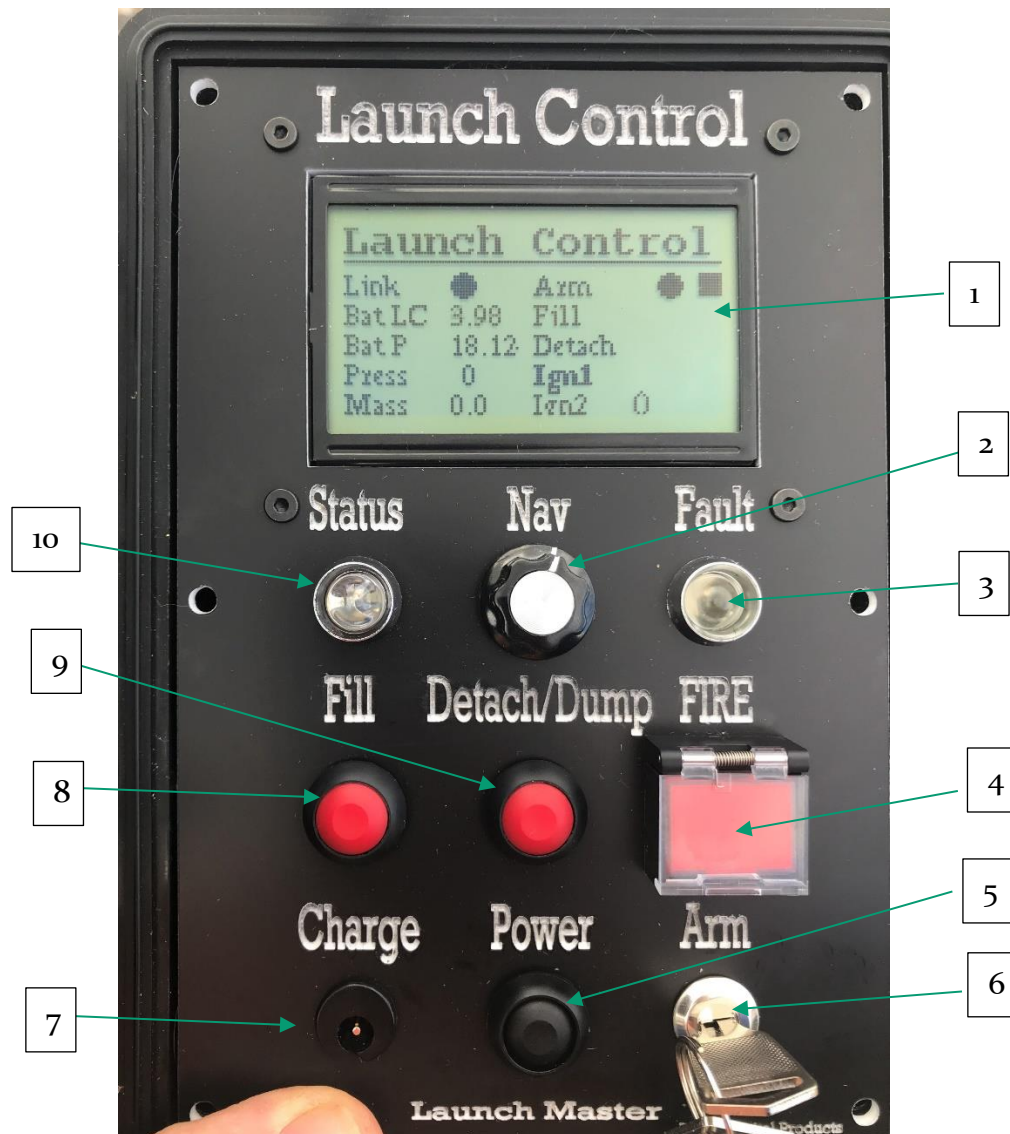 Launch Control
Launch Control
Link Arm
Bat LC 3.98 Fill
Bat P 18.12 Detach
Press 0 Ign1
Mass 0.0 Ign2 0
1
2
Status Nav Fault
10
3
9
Fill Detach/Dump FIRE
8
4
5
Charge Power Arm
6
7
Launch Master
Products